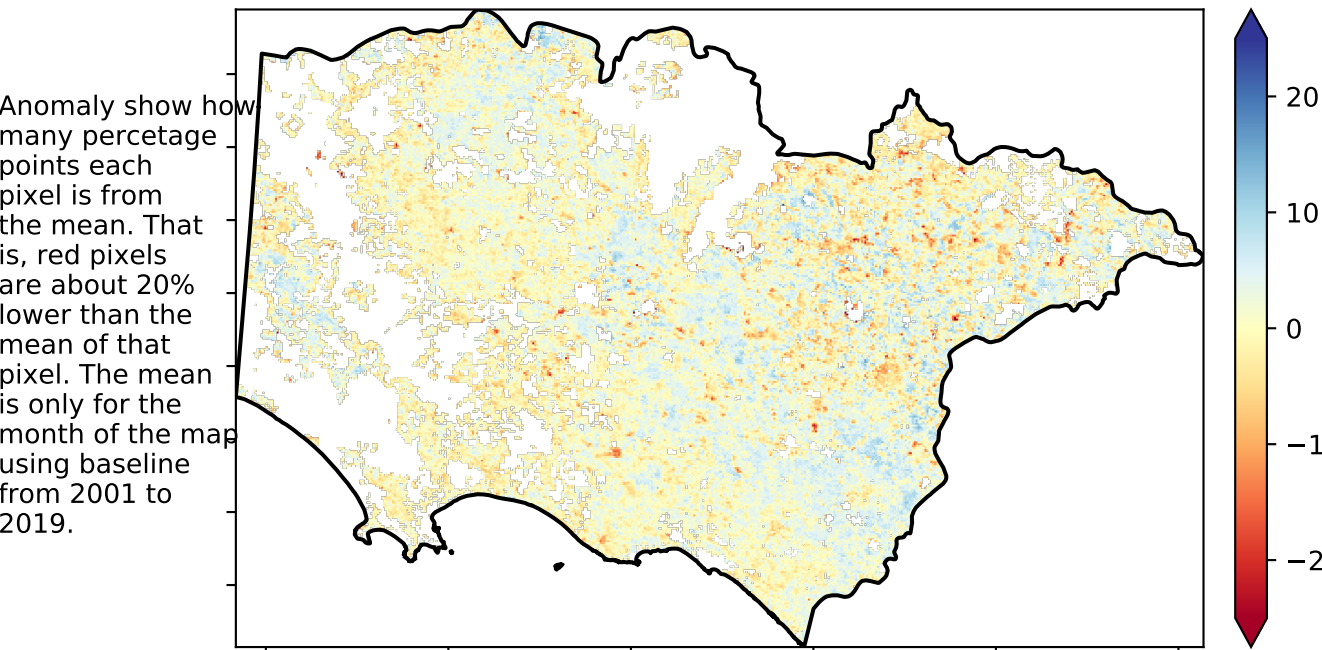 Anomaly show how
many percetage
points each
pixel is from
the mean. That
is, red pixels
are about 20%
lower than the
mean of that
pixel. The mean
is only for the
month of the map
using baseline
from 2001 to
2019.
20
10
0
−1
−2